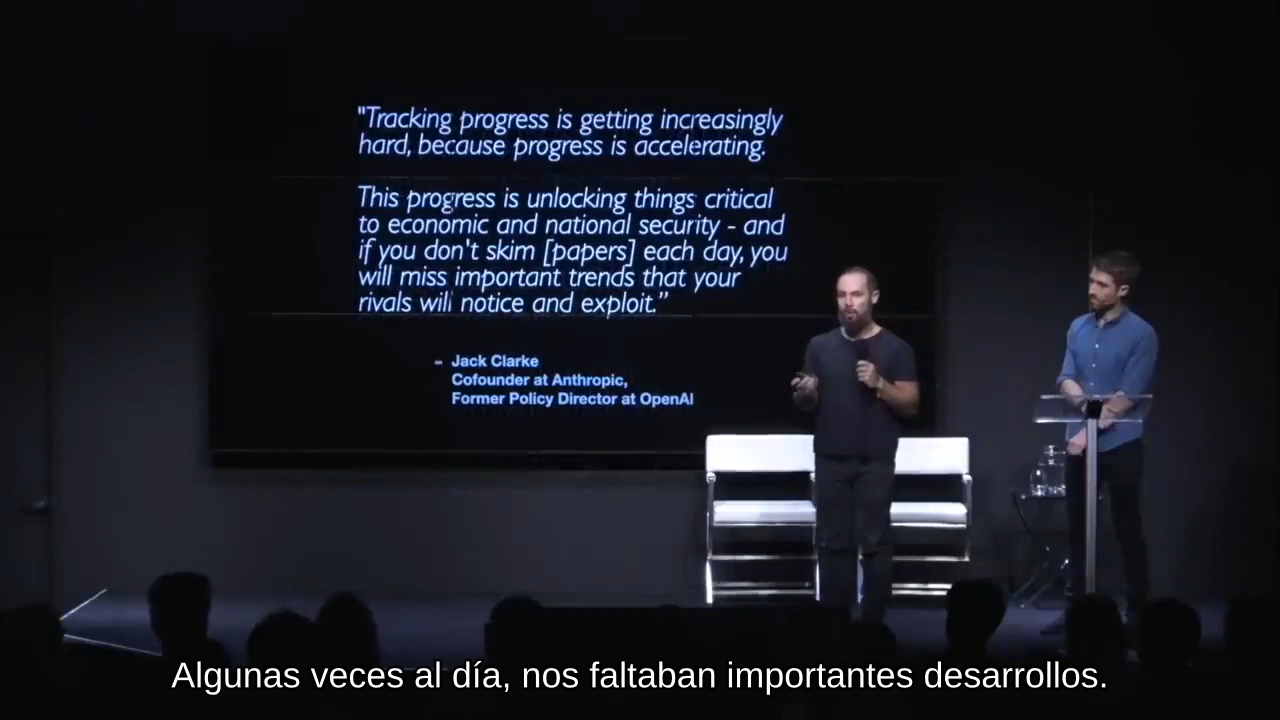 "Tracking progress is getting increasingly
hard, because progress is accelerating.
This progress is unlocking things critical
to economic and national security - and
if you don't skim [papers] each day, you
will miss important trends that your
rivals will notice and exploit.”
– Jack Clarke
Cofounder at Anthropic,
Former Policy Director at OpenAI
Algunas veces al día, nos faltaban importantes desarrollos.